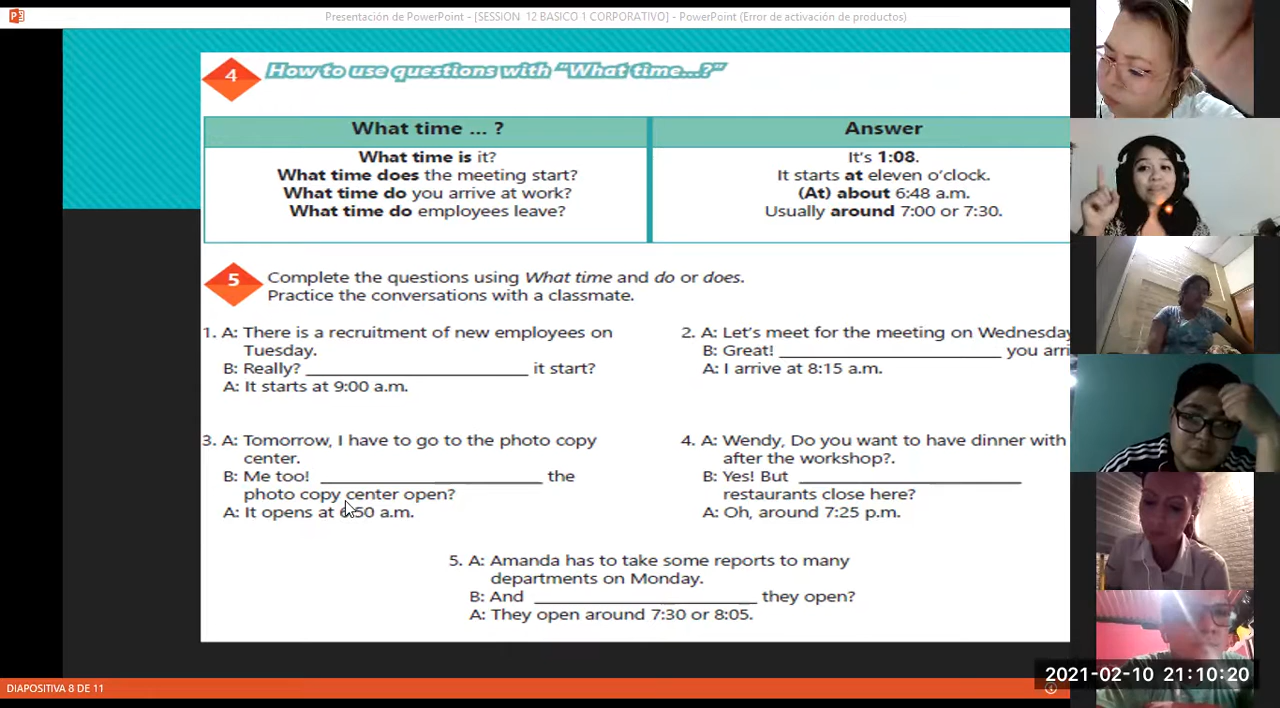 Presentación de PowerPoint - [SESSION 12 BASICO 1 CORPORATIVO] - PowerPoint (Error de activación de productos)
4 How to use questions with “What time...?”
What time ... ? Answer
What time is it? It's 1:08.
What time does the meeting start? It starts at eleven o'clock.
What time do you arrive at work? (At) about 6:48 a.m.
What time do employees leave? Usually around 7:00 or 7:30.
5 Complete the questions using What time and do or does.
Practice the conversations with a classmate.
1. A: There is a recruitment of new employees on
Tuesday.
B: Really? ______________________ it start?
A: It starts at 9:00 a.m.
2. A: Let's meet for the meeting on Wednesday
B: Great! ______________________ you
A: I arrive at 8:15 a.m.
3. A: Tomorrow, I have to go to the photo copy
center.
B: Me too! ______________________ the
photo copy center open?
A: It opens at 6:50 a.m.
4. A: Wendy, Do you want to have dinner with
after the workshop?.
B: Yes! But ______________________
restaurants close here?
A: Oh, around 7:25 p.m.
5. A: Amanda has to take some reports to many
departments on Monday.
B: And ______________________ they open?
A: They open around 7:30 or 8:05.
2021-02-10 21:10:20
DIAPOSITIVA 8 DE 11